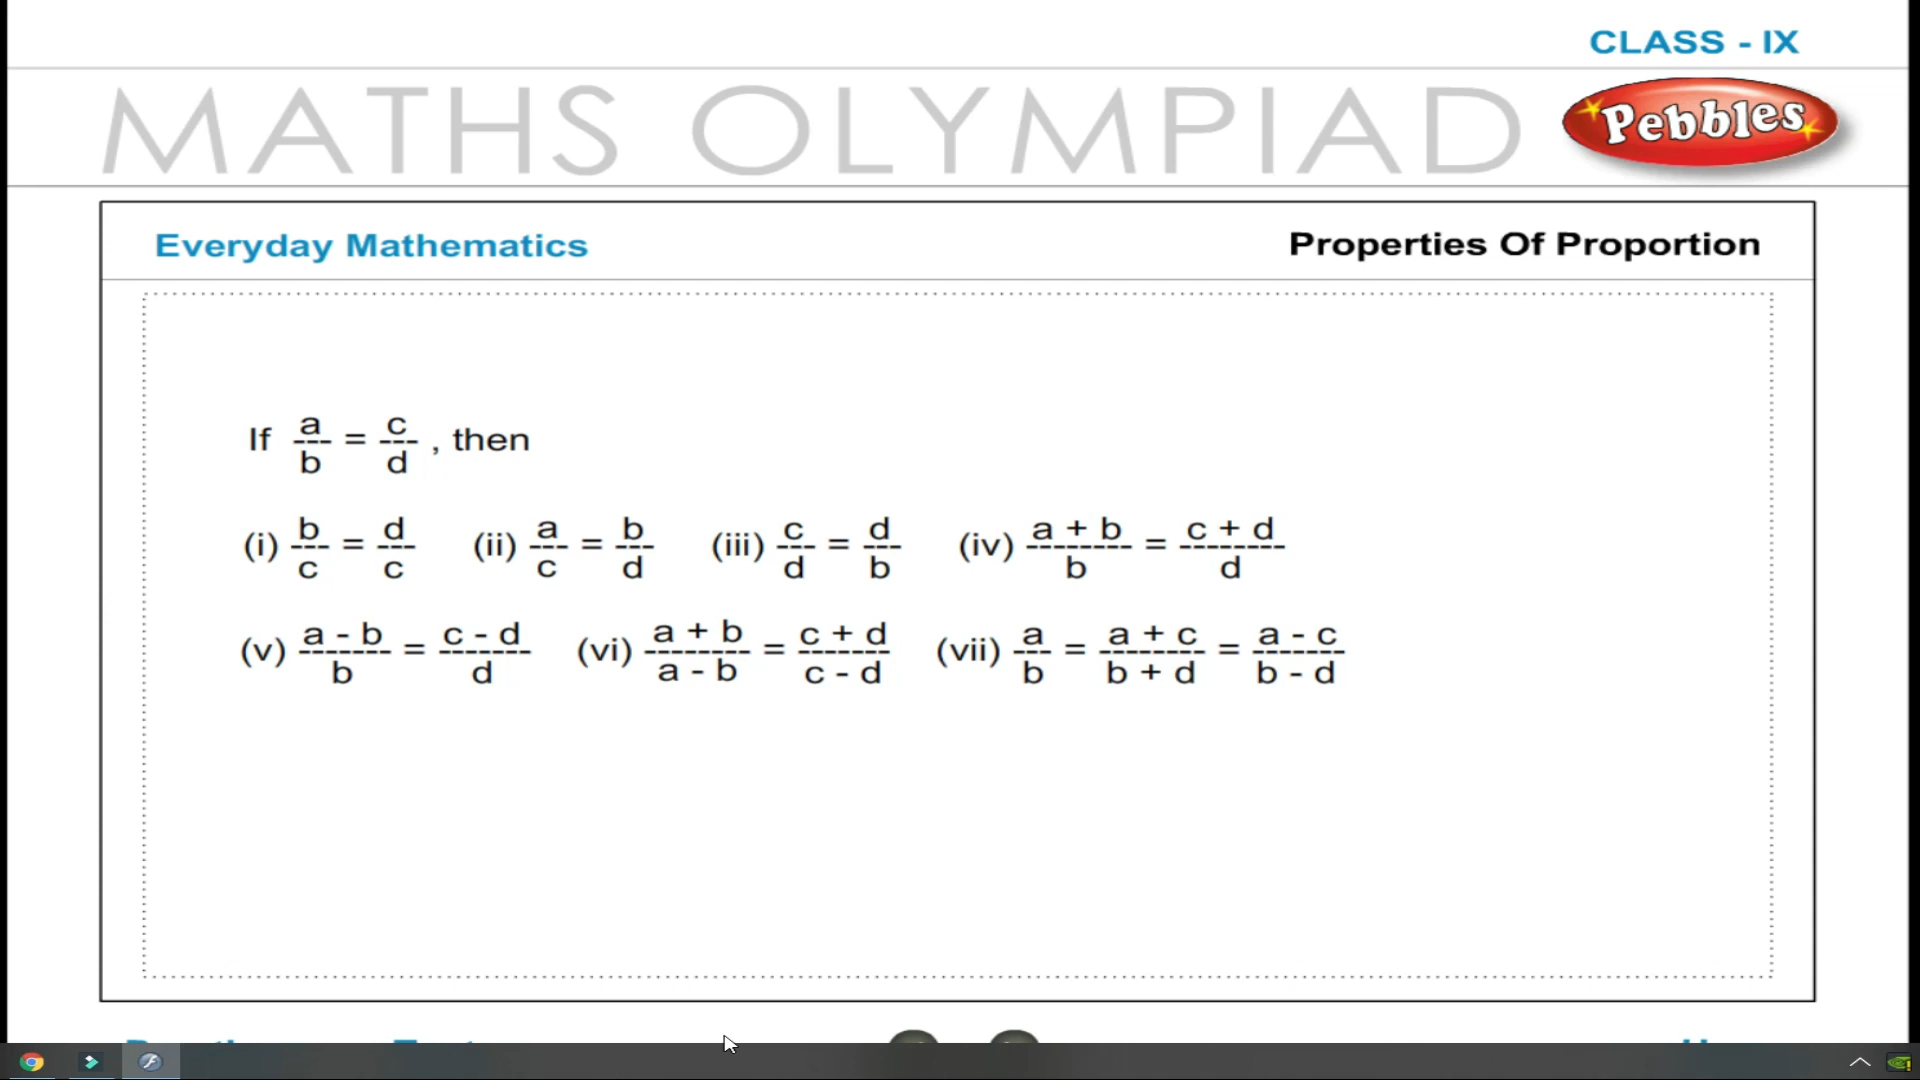 CLASS - IX
MATHS OLYMPIAD Pebbles
Everyday Mathematics Properties Of Proportion
If a/b = c/d , then
(i) b/c = d/c (ii) a/c = b/d (iii) c/d = d/b (iv) a + b/b = c + d/d
(v) a - b/b = c - d/d (vi) a + b/a - b = c + d/c - d (vii) a/b = a + c/b + d = a - c/b - d